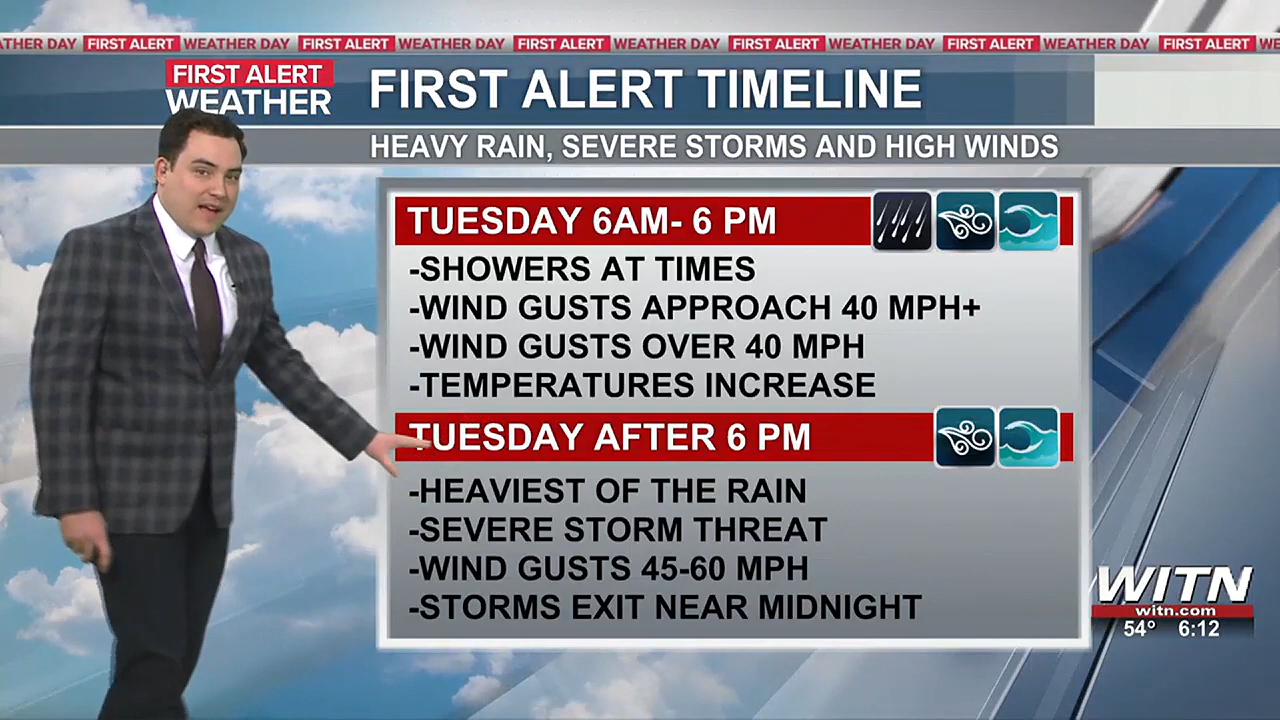 ATHER DAY FIRST ALERT WEATHER DAY FIRST ALERT WEATHER DAY FIRST ALERT WEATHER DAY FIRST ALERT WEATHER DAY FIRST ALERT WEATHER DAY FIRST ALERT WE
FIRST ALERT
WEATHER
FIRST ALERT TIMELINE
HEAVY RAIN, SEVERE STORMS AND HIGH WINDS
TUESDAY 6AM- 6 PM
-SHOWERS AT TIMES
-WIND GUSTS APPROACH 40 MPH+
-WIND GUSTS OVER 40 MPH
-TEMPERATURES INCREASE
TUESDAY AFTER 6 PM
-HEAVIEST OF THE RAIN
-SEVERE STORM THREAT
-WIND GUSTS 45-60 MPH
-STORMS EXIT NEAR MIDNIGHT
WITN
witn.com
54° 6:12